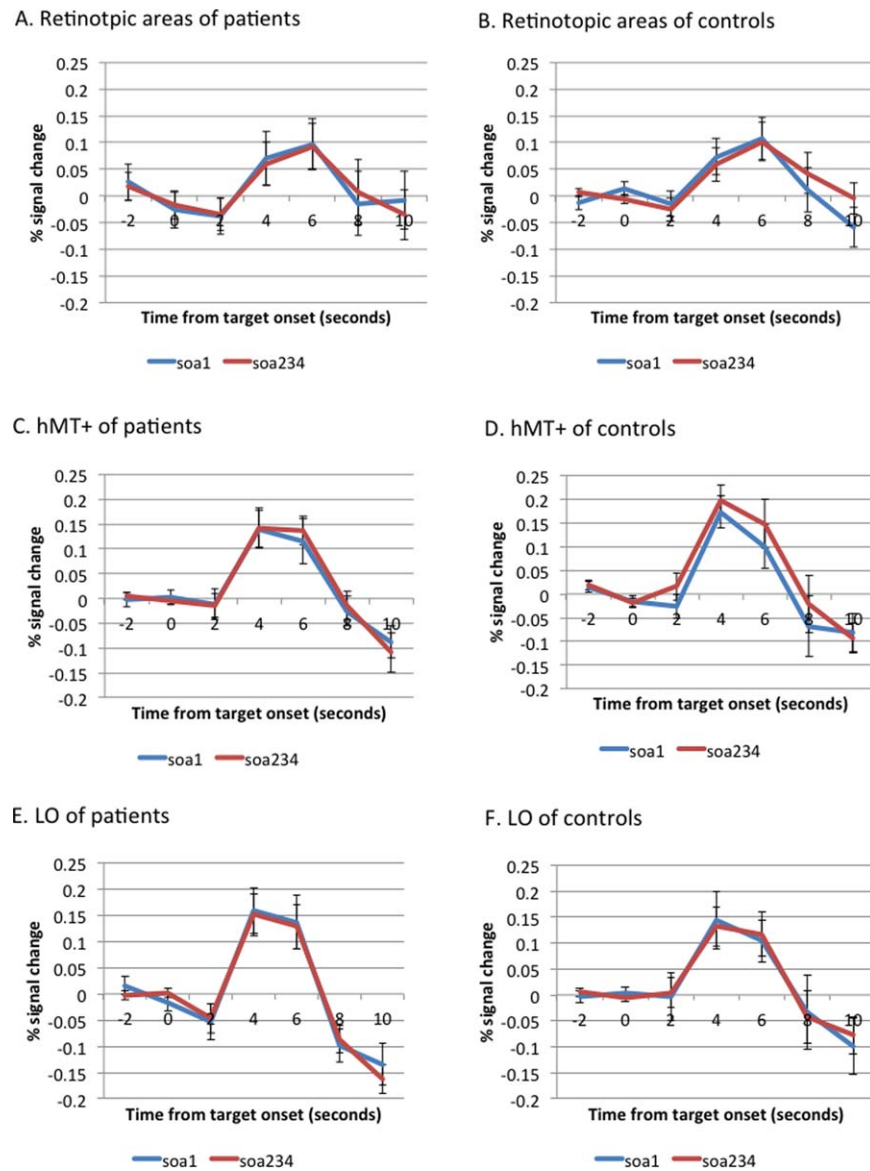 A. Retinotpic areas of patients
B. Retinotopic areas of controls
0.25
0.2
0.15
0.1
0.05
0
-0.05
-0.1
-0.15
-0.2
% signal change
-2 0 2 4 6 8 10
Time from target onset (seconds)
soa1 soa234
0.25
0.2
0.15
0.1
0.05
0
-0.05
-0.1
-0.15
-0.2
% signal change
-2 0 2 4 6 8 10
Time from target onset (seconds)
soa1 soa234
C. hMT+ of patients
D. hMT+ of controls
0.25
0.2
0.15
0.1
0.05
0
-0.05
-0.1
-0.15
-0.2
% signal change
-2 0 2 4 6 8 10
Time from target onset (seconds)
soa1 soa234
0.25
0.2
0.15
0.1
0.05
0
-0.05
-0.1
-0.15
-0.2
% signal change
-2 0 2 4 6 8 10
Time from target onset (seconds)
soa1 soa234
E. LO of patients
F. LO of controls
0.25
0.2
0.15
0.1
0.05
0
-0.05
-0.1
-0.15
-0.2
% signal change
-2 0 2 4 6 8 10
Time from target onset (seconds)
soa1 soa234
0.25
0.2
0.15
0.1
0.05
0
-0.05
-0.1
-0.15
-0.2
% signal change
-2 0 2 4 6 8 10
Time from target onset (seconds)
soa1 soa234